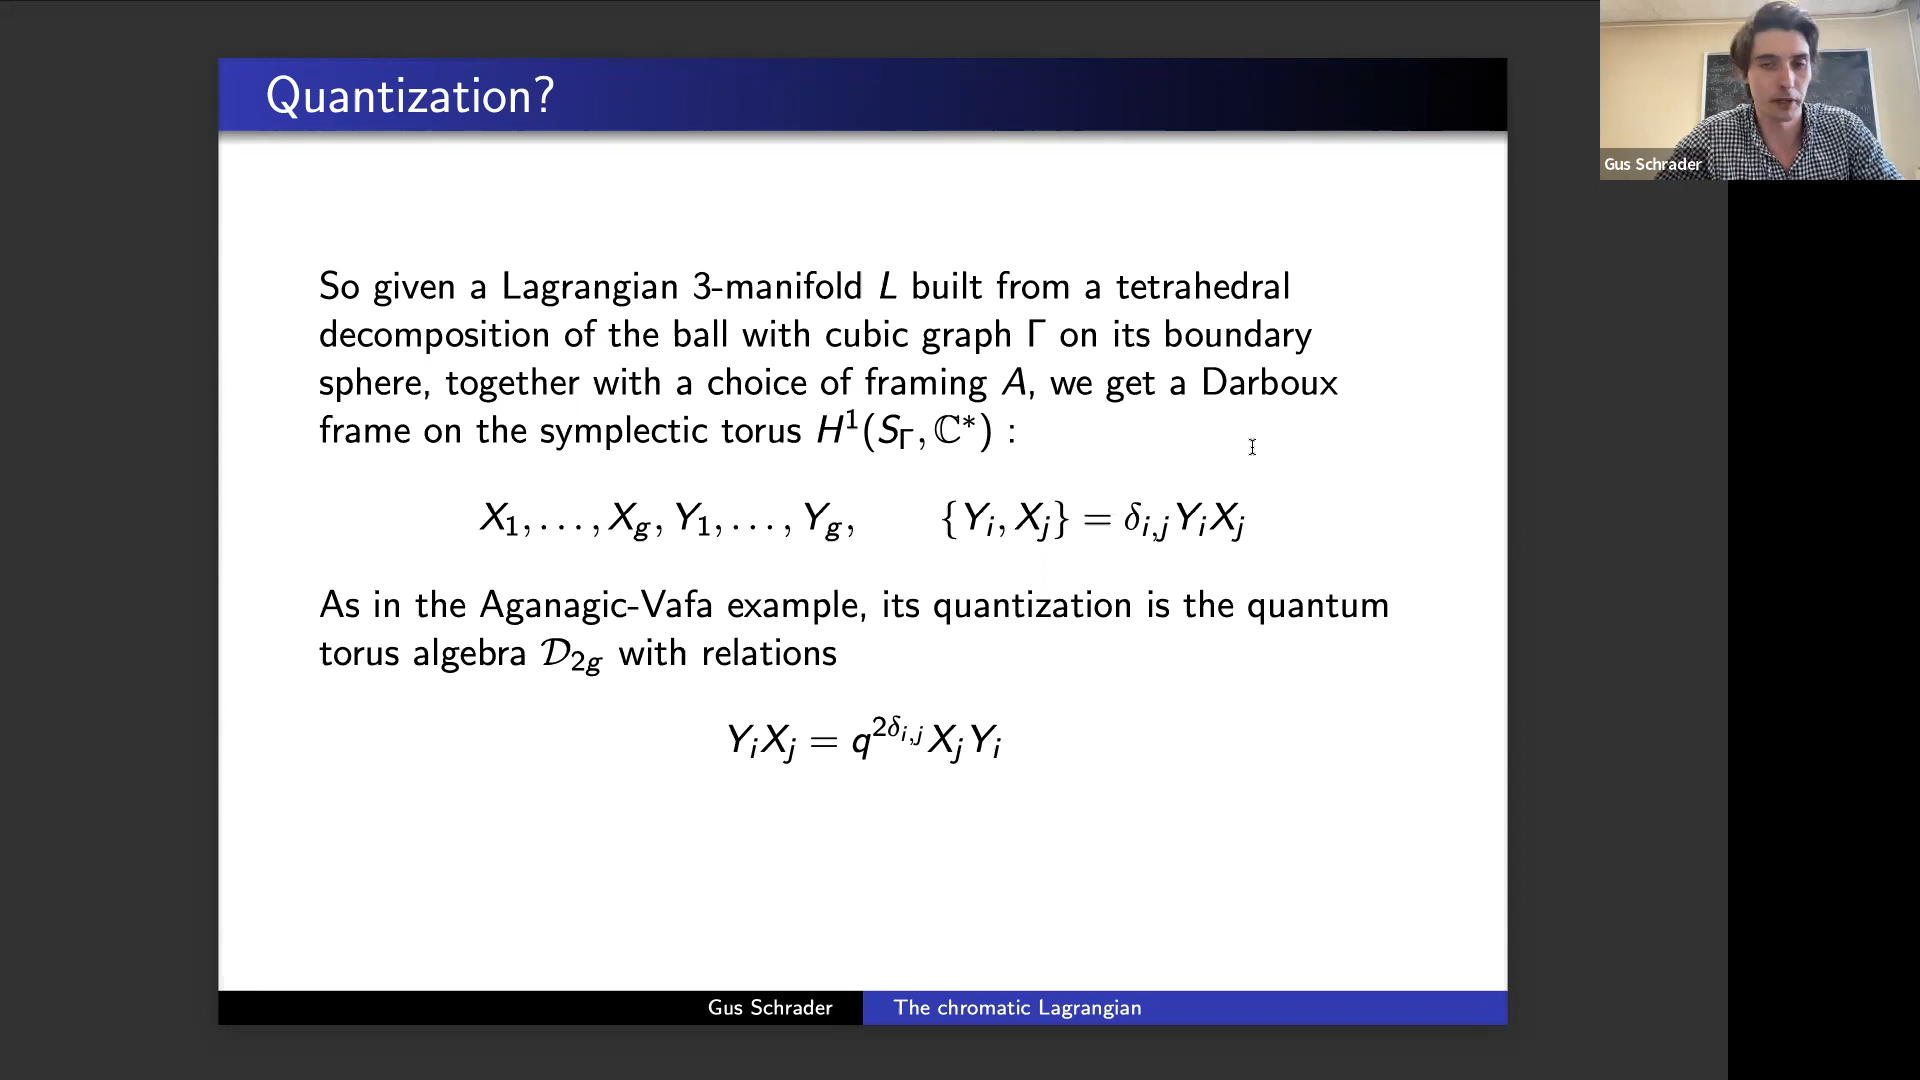 Quantization?
Gus Schrader
So given a Lagrangian 3-manifold L built from a tetrahedral
decomposition of the ball with cubic graph Γ on its boundary
sphere, together with a choice of framing A, we get a Darboux
frame on the symplectic torus H¹(S_Γ, ℂ*) :
X₁, . . . , X_g, Y₁, . . . , Y_g,   {Y_i, X_j} = δ_{i,j} Y_i X_j
As in the Aganagic-Vafa example, its quantization is the quantum
torus algebra 𝒟_{2g} with relations
Y_i X_j = q^{2δ_{i,j}} X_j Y_i
Gus Schrader The chromatic Lagrangian